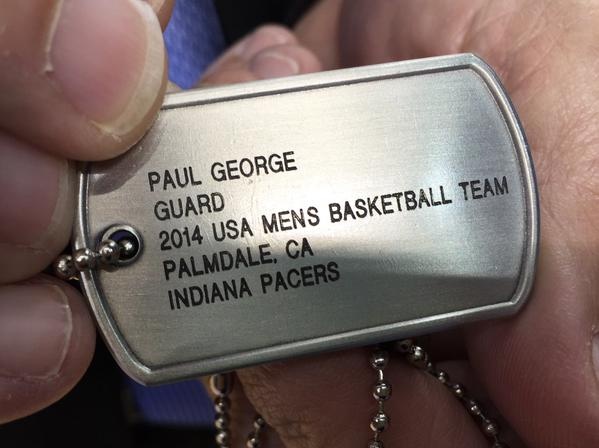 PAUL GEORGE
GUARD
2014 USA MENS BASKETBALL TEAM
PALMDALE, CA
INDIANA PACERS